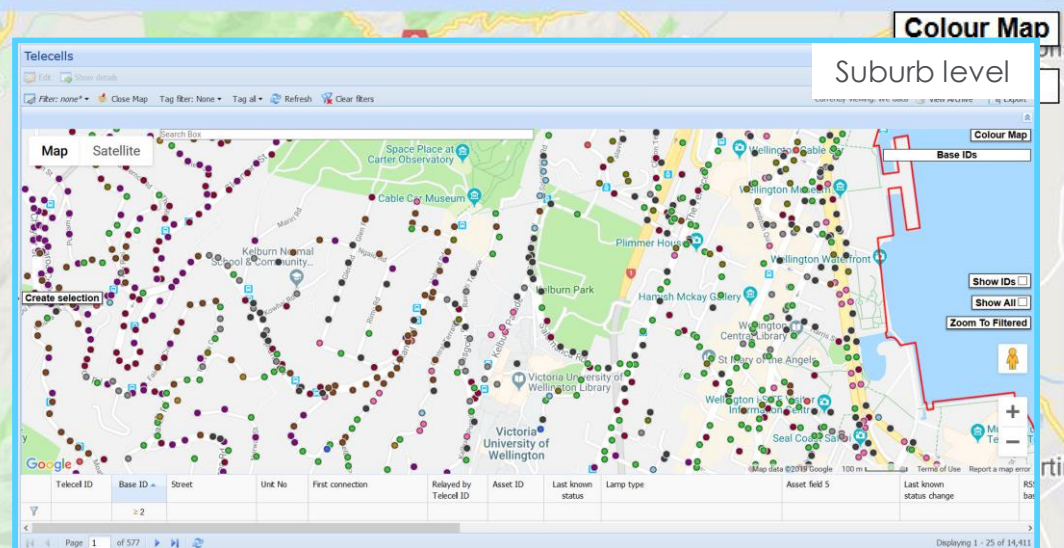 Colour Map
Telecells
Suburb level
Edit Show details
Filter: none* Close Map Tag filter: None Tag all Refresh Clear filters
View Archive Export
Search Box
Colour Map
Base IDs
Map Satellite
Space Place at
Carter Observatory
Wellington Cable Car
Cable Car Museum
Wellington Museum
The Terrace
Plimmer House
Kelburn Normal
School & Community...
Wellington Waterfront
Kelburn Park
Hamish Mckay Gallery
Show IDs
Create selection
Show All
Zoom To Filtered
Wellington
Central Library
St Mary of the Angels
Victoria University of
Wellington Library
Wellington i-SITE Visitor
Information Centre
Victoria
University of
Wellington
Seal Coast Safari
Google
Map data ©2019 Google 100 m Terms of Use Report a map error
Telecell ID Base ID Street Unit No First connection Relayed by Telecell ID Asset ID Last known status Lamp type Asset field 5 Last known status change
≥ 2
Page 1 of 577 Displaying 1 - 25 of 14,411